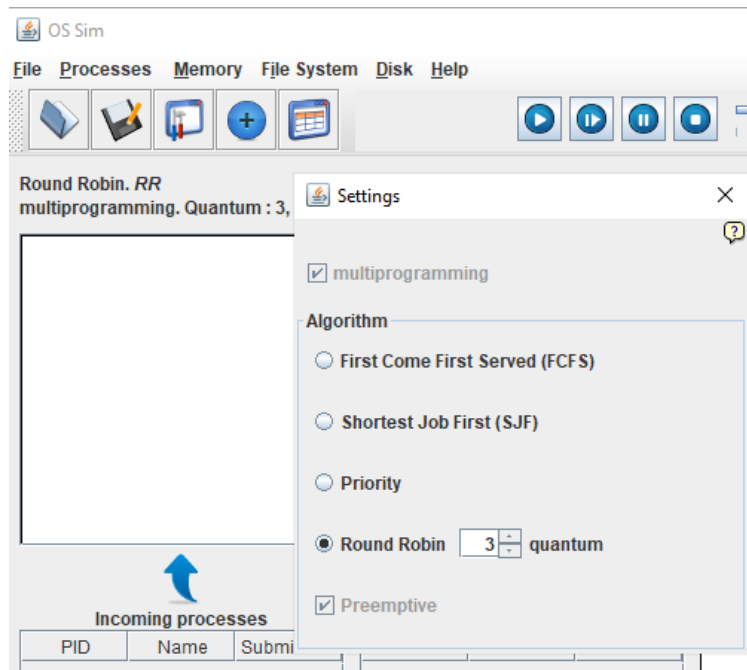 OS Sim
File Processes Memory File System Disk Help
Round Robin. RR
multiprogramming. Quantum : 3,
Settings
?
multiprogramming
Algorithm
First Come First Served (FCFS)
Shortest Job First (SJF)
Priority
Round Robin 3 quantum
Preemptive
Incoming processes
PID Name Submi